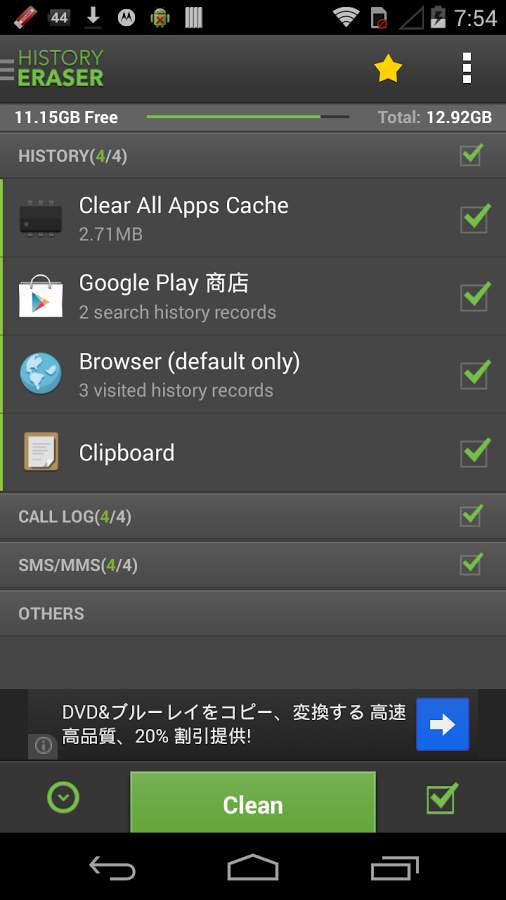 44
7:54
HISTORY
ERASER
11.15GB Free
Total: 12.92GB
HISTORY(4/4)
Clear All Apps Cache
2.71MB
Google Play 商店
2 search history records
Browser (default only)
3 visited history records
Clipboard
CALL LOG(4/4)
SMS/MMS(4/4)
OTHERS
DVD&ブルーレイをコピー、変換する 高速
高品質、20% 割引提供!
Clean